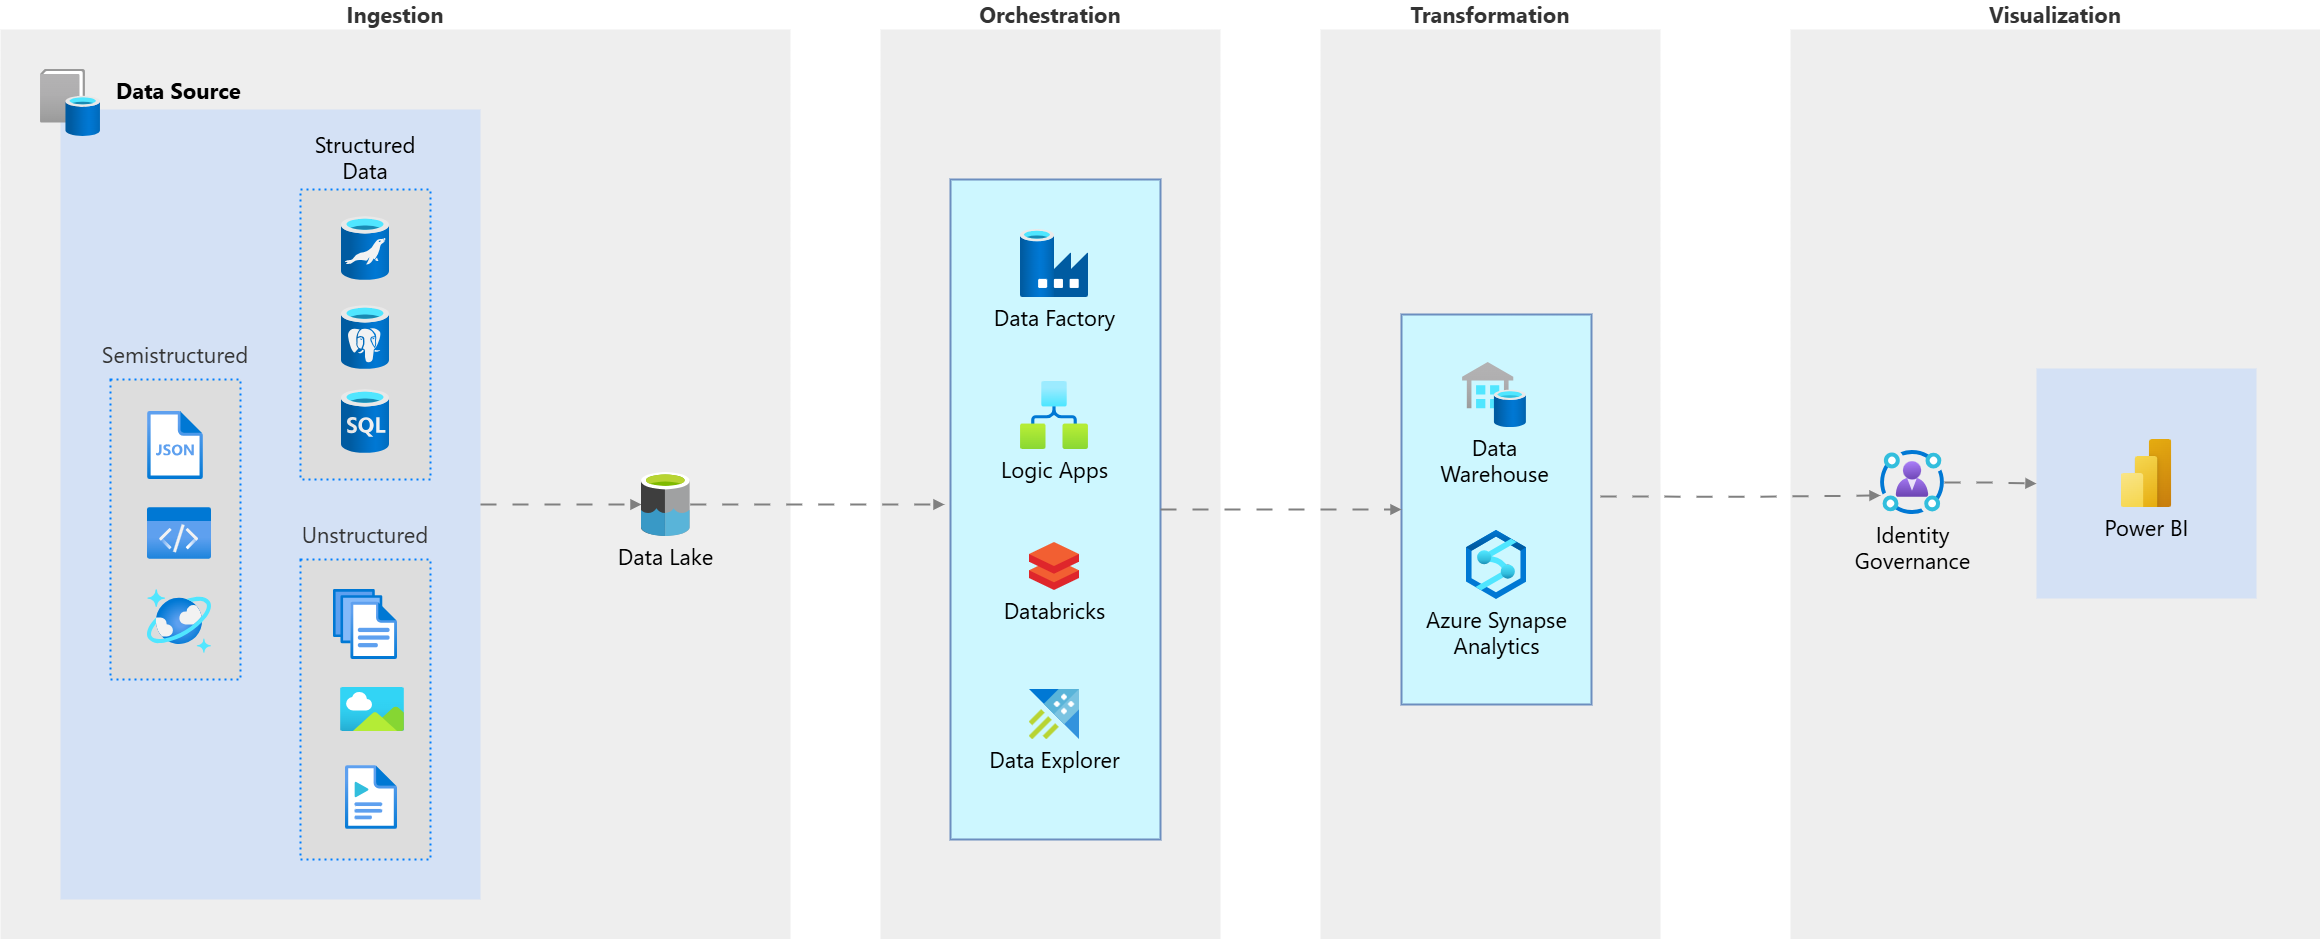 Ingestion
Orchestration
Transformation
Visualization
Data Source
Structured
Data
SQL
Semistructured
JSON
</>
Unstructured
Data Lake
Data Factory
Logic Apps
Databricks
Data Explorer
Data
Warehouse
Azure Synapse
Analytics
Identity
Governance
Power BI